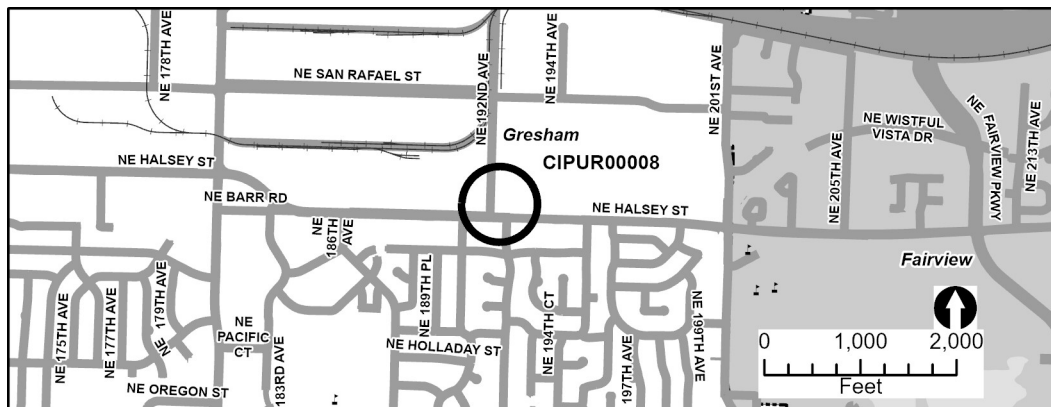 NE 178TH AVE
NE SAN RAFAEL ST
NE 192ND AVE
NE 194TH AVE
NE 201ST AVE
Gresham
CIPUR00008
NE WISTFUL
VISTA DR
NE FAIRVIEW PKWY
NE 213TH AVE
NE 205TH AVE
NE HALSEY ST
NE BARR RD
NE
186TH
AVE
NE HALSEY ST
Fairview
NE 175TH AVE
NE 177TH AVE
NE 179TH AVE
NE
PACIFIC
CT
183RD AVE
NE 189TH PL
NE HOLLADAY ST
NE 194TH CT
197TH AVE
NE 199TH AVE
NE OREGON ST
0 1,000 2,000
Feet